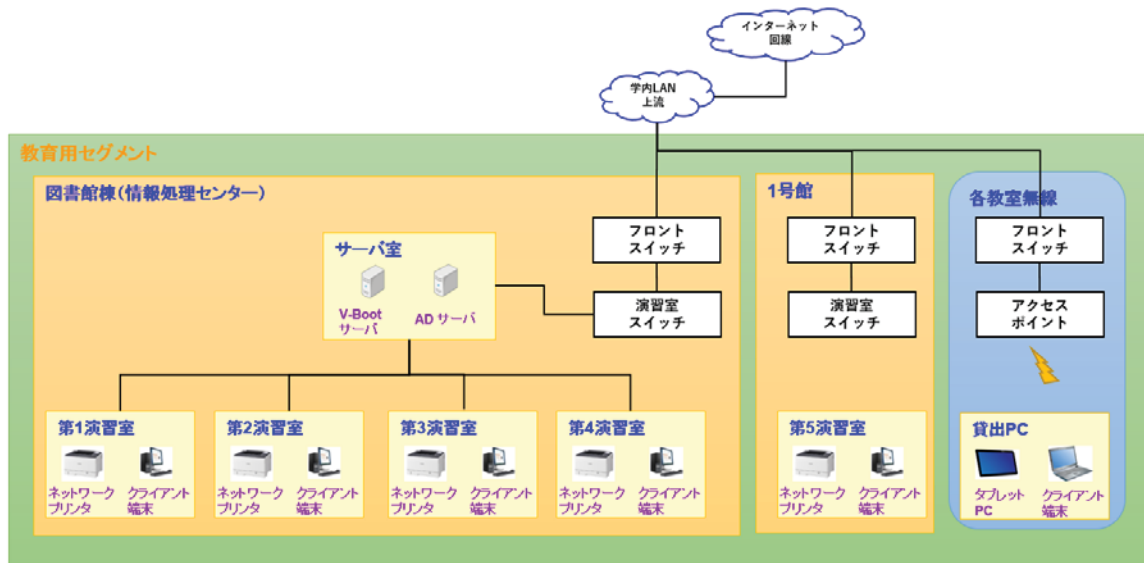 インターネット
回線
学内LAN
上流
教育用セグメント
図書館棟(情報処理センター)
フロント
スイッチ
演習室
スイッチ
サーバ室
V-Boot
サーバ
AD サーバ
第1演習室
ネットワーク
プリンタ
クライアント
端末
第2演習室
ネットワーク
プリンタ
クライアント
端末
第3演習室
ネットワーク
プリンタ
クライアント
端末
第4演習室
ネットワーク
プリンタ
クライアント
端末
1号館
フロント
スイッチ
演習室
スイッチ
第5演習室
ネットワーク
プリンタ
クライアント
端末
各教室無線
フロント
スイッチ
アクセス
ポイント
貸出PC
タブレット
PC
クライアント
端末